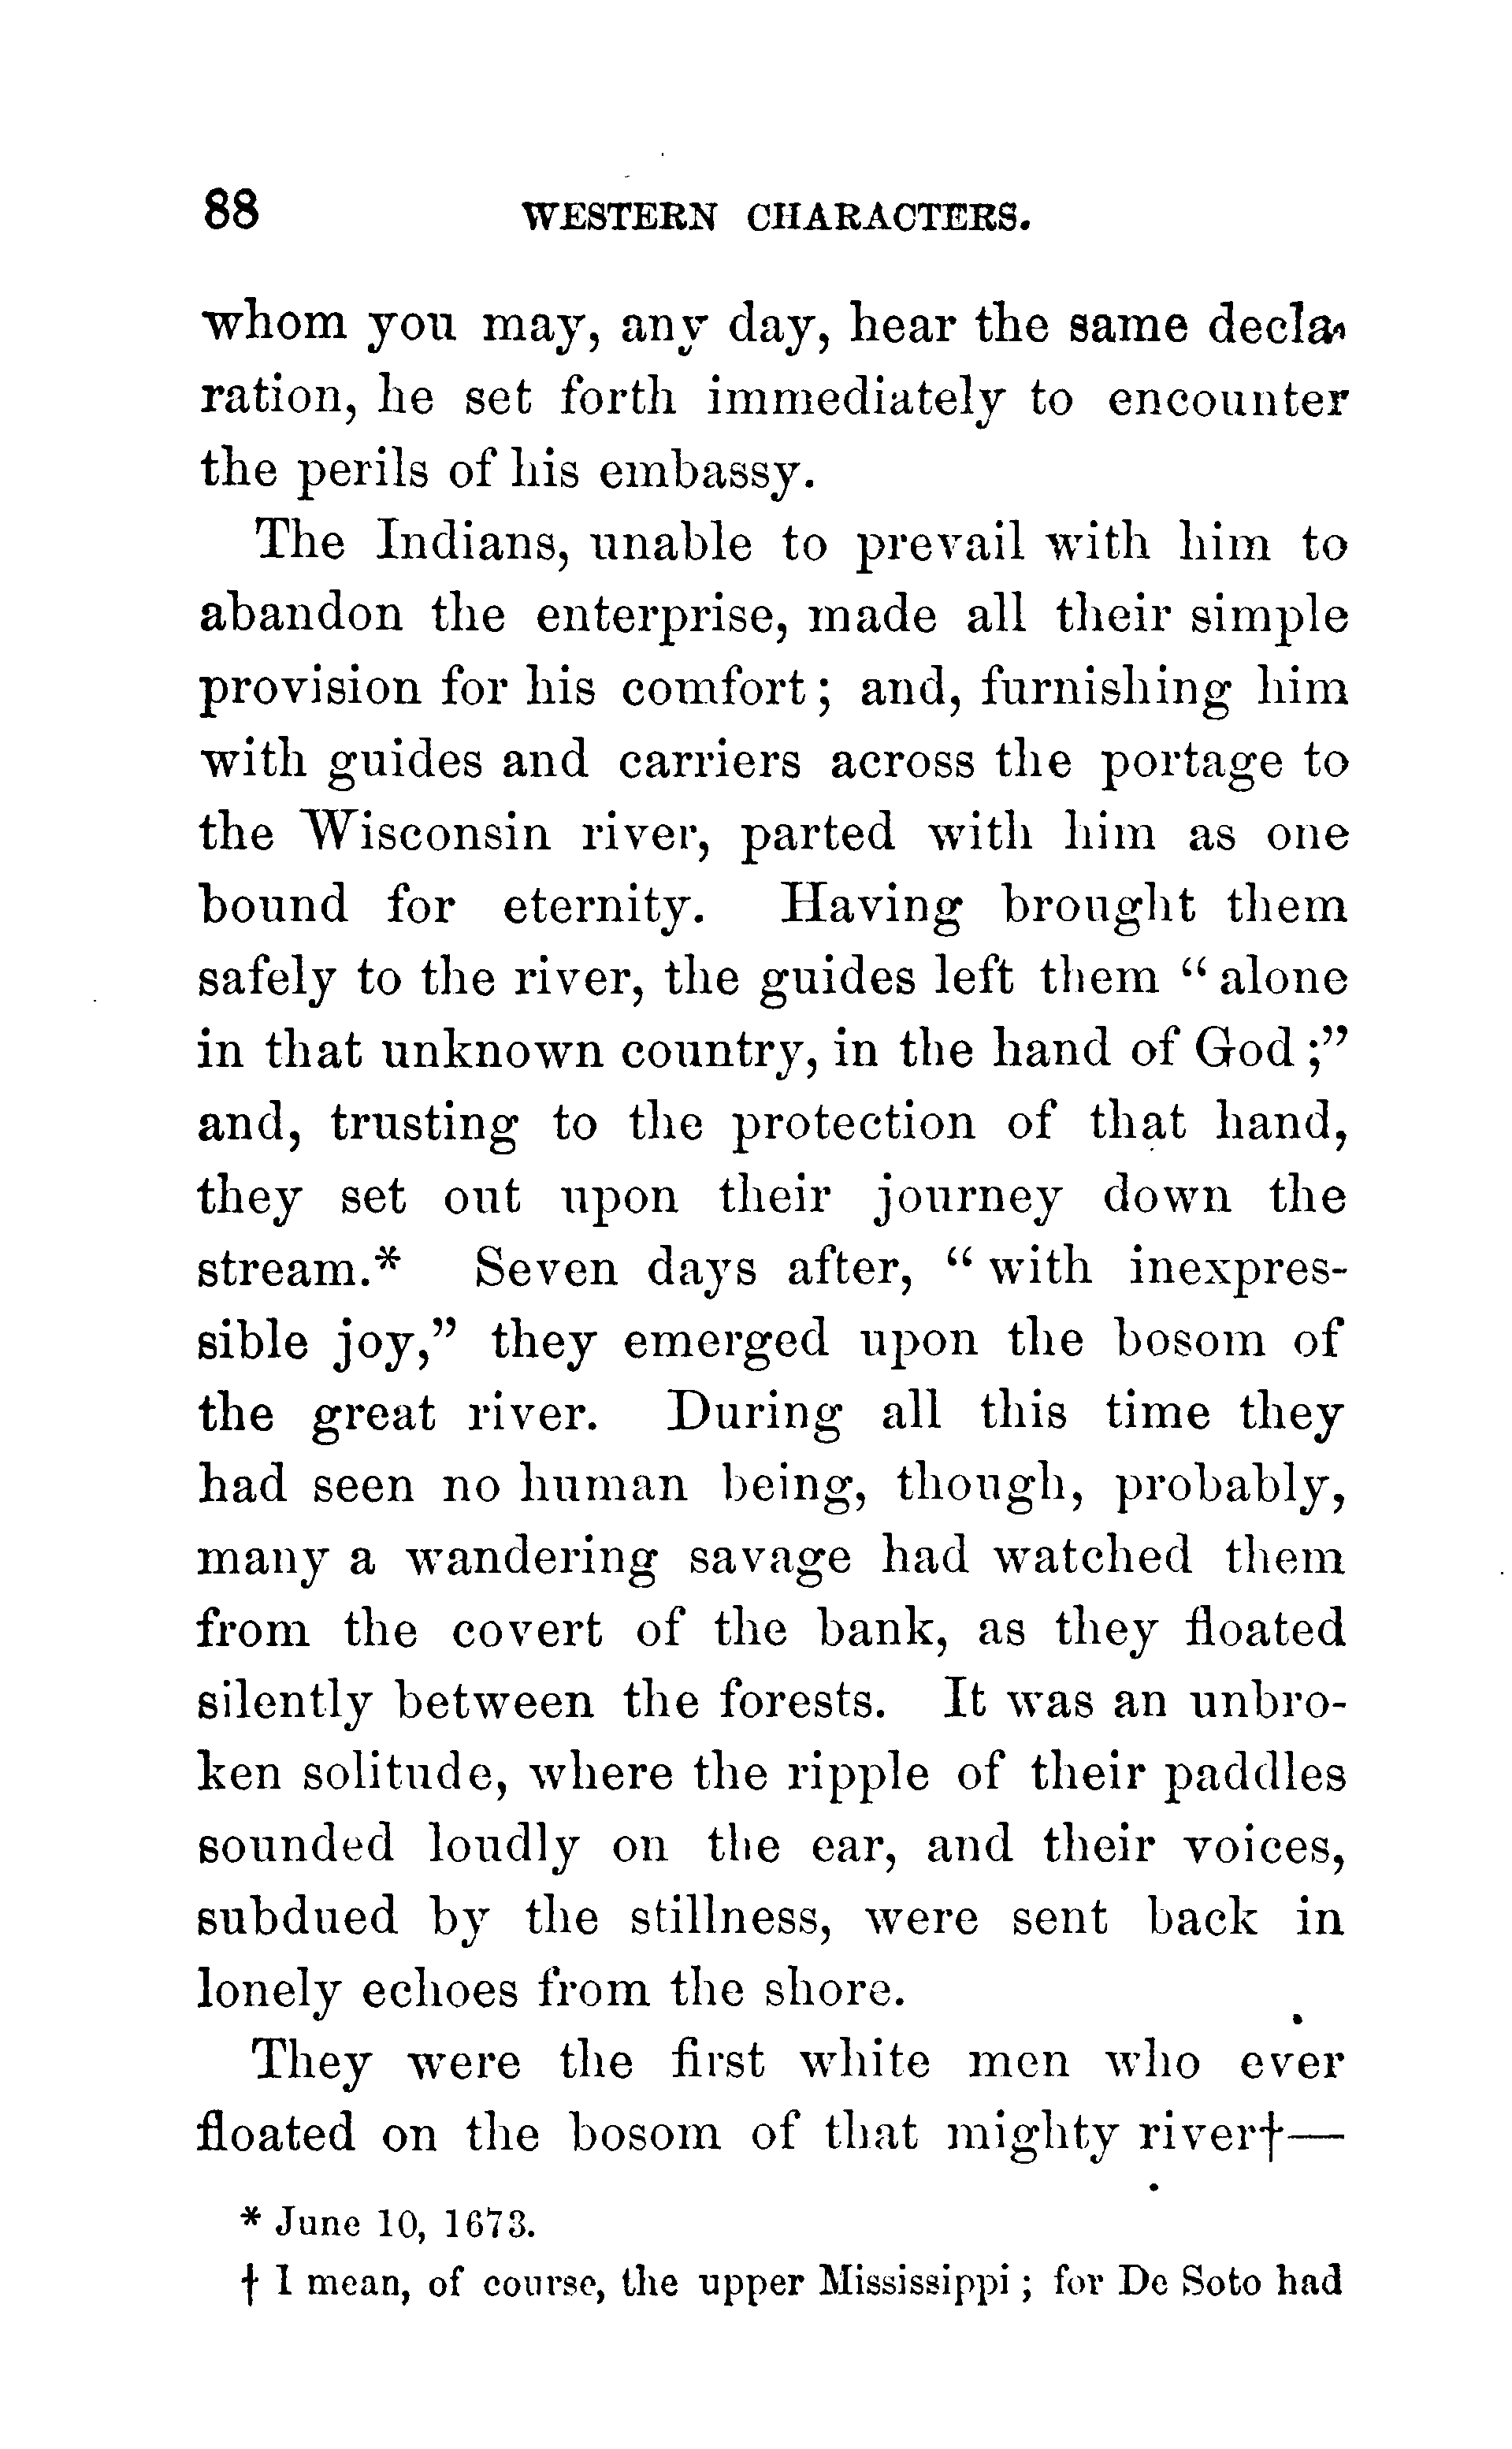 88 WESTERN CHARACTERS.
whom you may, any day, hear the same decla-
ration, he set forth immediately to encounter
the perils of his embassy.
The Indians, unable to prevail with him to
abandon the enterprise, made all their simple
provision for his comfort; and, furnishing him
with guides and carriers across the portage to
the Wisconsin river, parted with him as one
bound for eternity. Having brought them
safely to the river, the guides left them “alone
in that unknown country, in the hand of God;”
and, trusting to the protection of that hand,
they set out upon their journey down the
stream.* Seven days after, “with inexpres-
sible joy,” they emerged upon the bosom of
the great river. During all this time they
had seen no human being, though, probably,
many a wandering savage had watched them
from the covert of the bank, as they floated
silently between the forests. It was an unbro-
ken solitude, where the ripple of their paddles
sounded loudly on the ear, and their voices,
subdued by the stillness, were sent back in
lonely echoes from the shore.
They were the first white men who ever
floated on the bosom of that mighty river†—
* June 10, 1673.
† I mean, of course, the upper Mississippi; for De Soto had